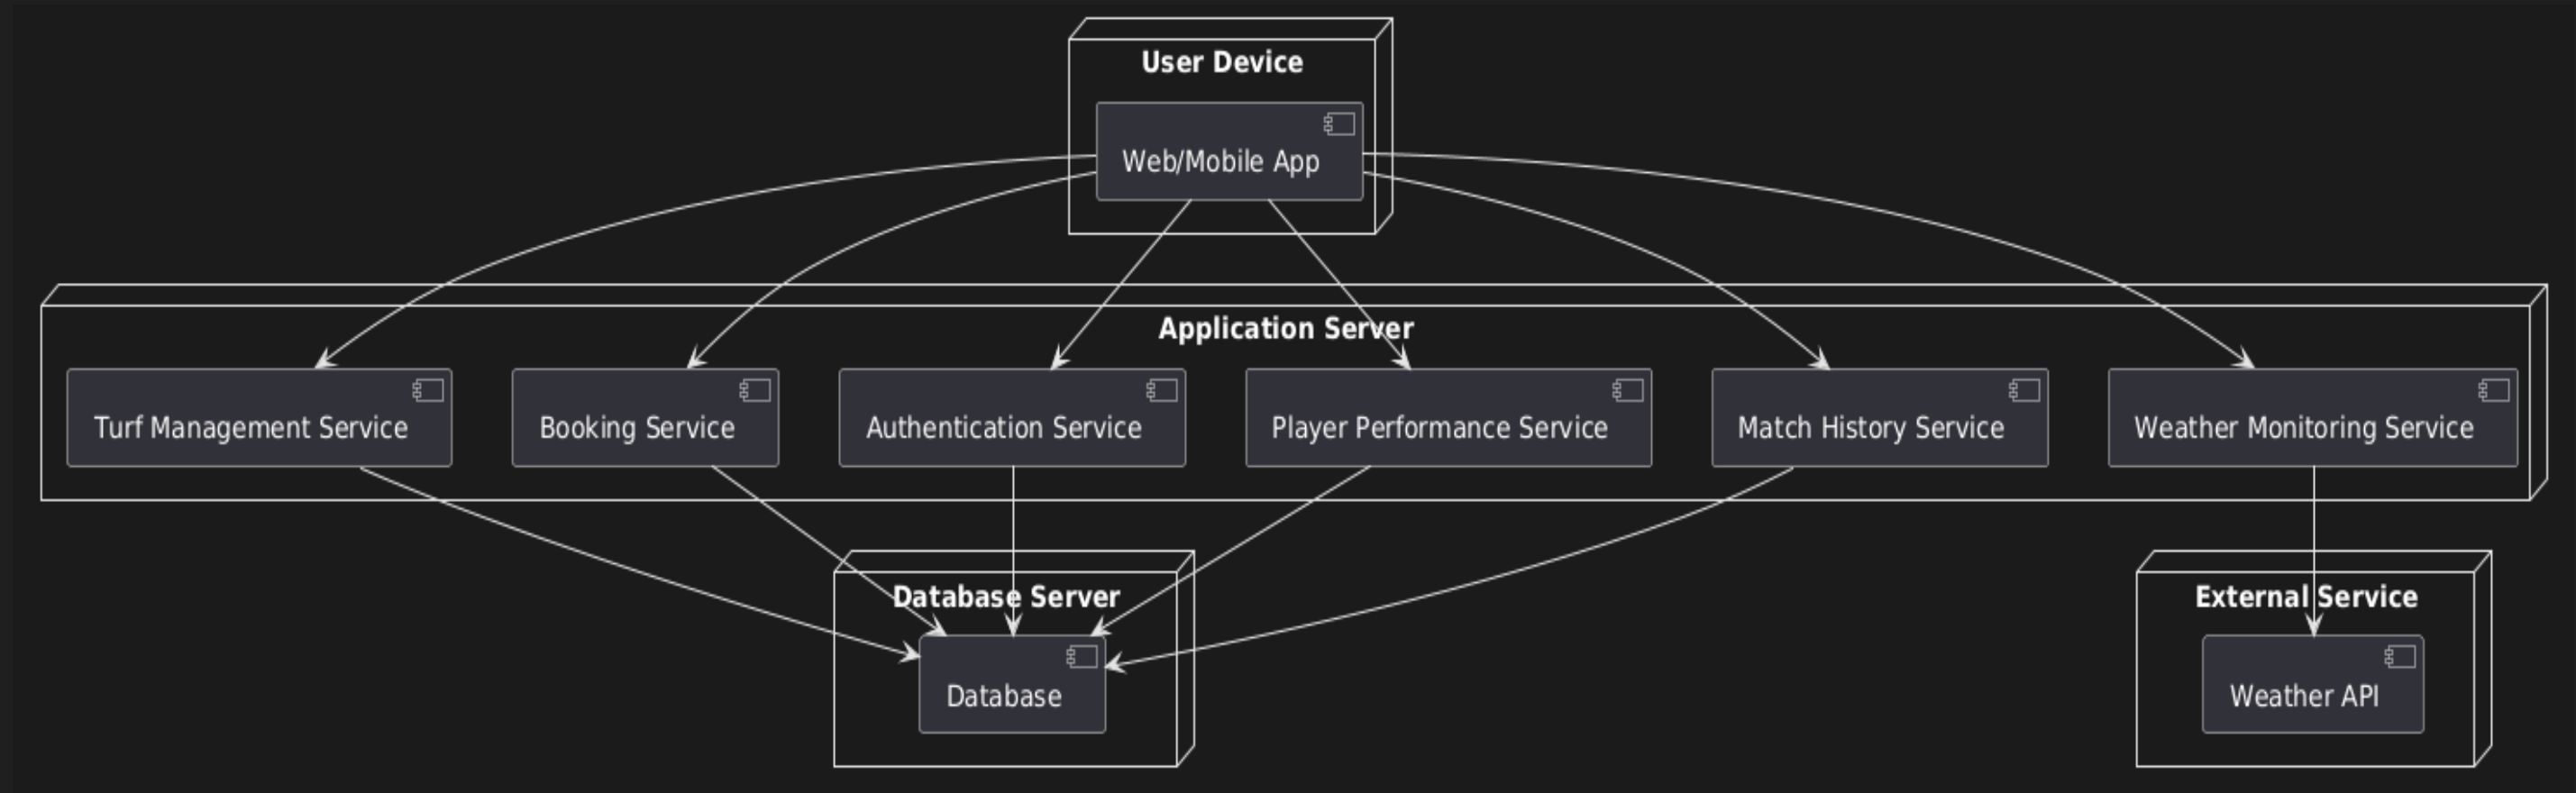 User Device
Web/Mobile App
Application Server
Turf Management Service
Booking Service
Authentication Service
Player Performance Service
Match History Service
Weather Monitoring Service
Database Server
External Service
Database
Weather API